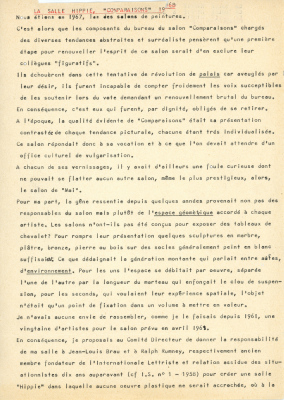 LA SALLE HIPPIE, "COMPARAISONS" 1968
Nous étions en 1967, las des salons de peintures.
C'est alors que les composants du bureau du salon "Comparaisons" chargés
des diverses tendances abstraites et surréaliste pensèrent qu'une première
étape pour renouveller l'esprit de ce salon serait d'en exclure leur
collègues "figuratifs".
Ils échouèrent dans cette tentative de révolution de palais car aveuglés par
leur désir, ils furent incapable de compter froidement les voix susceptibles
de les soutenir lors du vote demandant un renouvellement brutal du bureau.
En conséquence, c'est eux qui furent, par dignité, obligés de se retirer.
A l'époque, la qualité évidente de "Comparaisons" était sa présentation
contrastée de chaque tendance picturale, chacune étant très individualisée.
Ce salon répondait donc à sa vocation et à ce que l'on devait attendre d'un
office culturel de vulgarisation.
A chacun de ses vernissages, il y avait d'ailleurs une foule curieuse dont
ne pouvait se flatter aucun autre salon, même le plus prestigieux, alors,
le salon de "Mai".
Pour ma part, la gêne ressentie depuis quelques années provenait non pas des
responsables du salon mais plutôt de l'espace géométrique accordé à chaque
artiste. Les salons n'ont-ils pas été conçus pour exposer des tableaux de
chevalet? Pour rompre leur présentation quelques sculptures en marbre,
plâtre, bronze, pierre ou bois sur des socles généralement peint en blanc
suffisaient. Ce que dédaignait la génération montante qui parlait entre autres,
d'environnement. Pour les uns l'espace se débitait par oeuvre, séparée
l'une de l'autre par la longueur du marteau qui enfonçait le clou de suspen-
sion, pour les seconds, qui voulaient leur expérience spatiale, l'objet
n'était qu'un point de fixation dans un volume à mettre en valeur.
Je n'avais aucune envie de rassembler, comme je le faisais depuis 1961, une
vingtaine d'artistes pour le salon prévu en avril 1968.
En conséquence, je proposais au Comité Directeur de donner la responsabilité
de ma salle à Jean-Louis Brau et à Ralph Rumney, respectivement ancien
membre fondateur de l'Internationale Lettriste et relation assidue des situ-
ationnistes dix ans auparavant (cf I.S, n° 1 - 1958) pour créer une salle
"Hippie" dans laquelle aucune oeuvre plastique ne serait accrochée, où à la